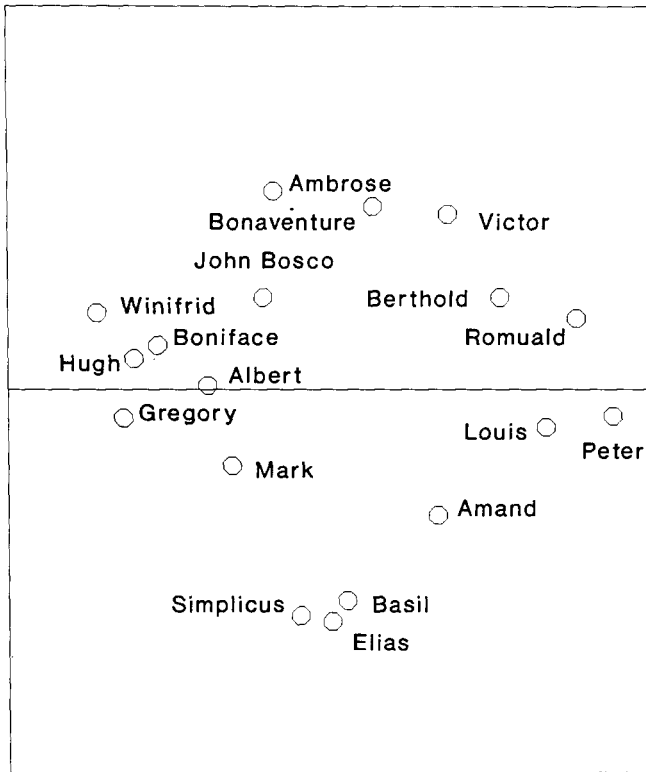 Ambrose
Bonaventure
Victor
John Bosco
Winifrid
Berthold
Romuald
Boniface
Hugh
Albert
Gregory
Louis
Peter
Mark
Amand
Simplicus
Basil
Elias